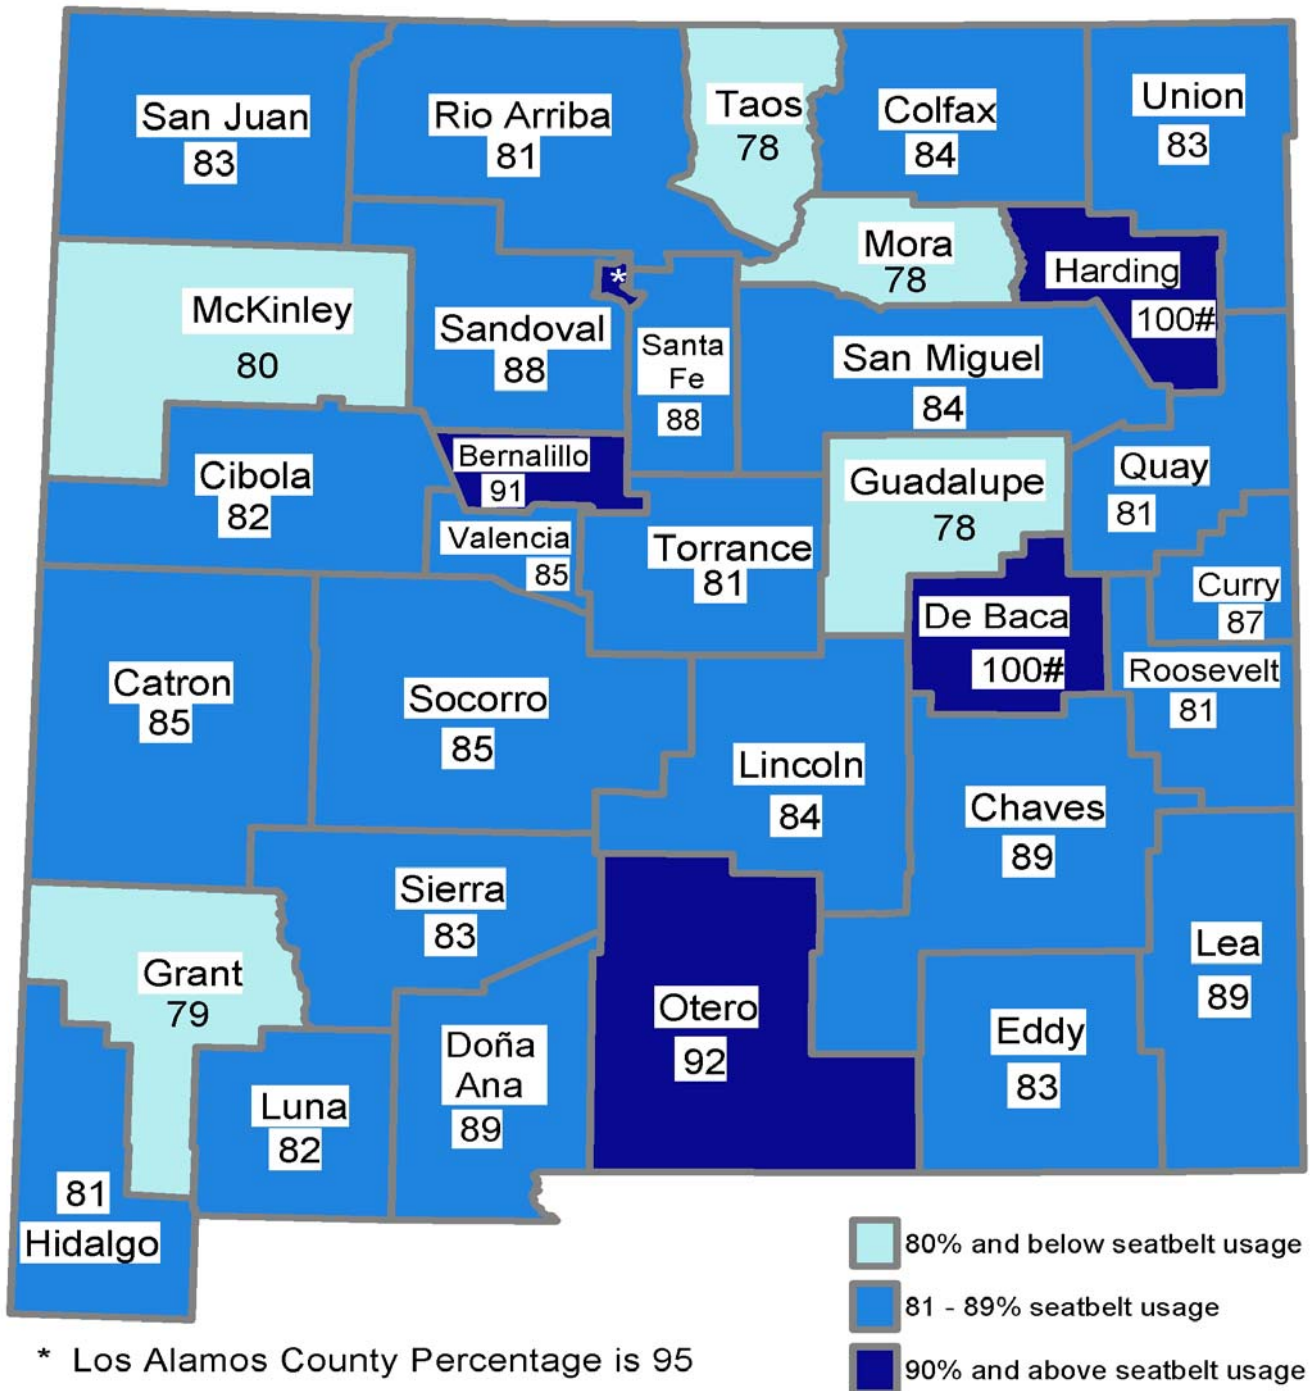 San Juan
83
Rio Arriba
81
Taos
78
Colfax
84
Union
83
McKinley
80
Sandoval
88
*
Santa
Fe
88
Mora
78
Harding
100#
San Miguel
84
Cibola
82
Bernalillo
91
Valencia
85
Torrance
81
Guadalupe
78
Quay
81
Curry
87
De Baca
100#
Roosevelt
81
Catron
85
Socorro
85
Lincoln
84
Chaves
89
Sierra
83
Grant
79
Otero
92
Lea
89
Doña
Ana
89
Eddy
83
Luna
82
81
Hidalgo
80% and below seatbelt usage
81 - 89% seatbelt usage
90% and above seatbelt usage
* Los Alamos County Percentage is 95